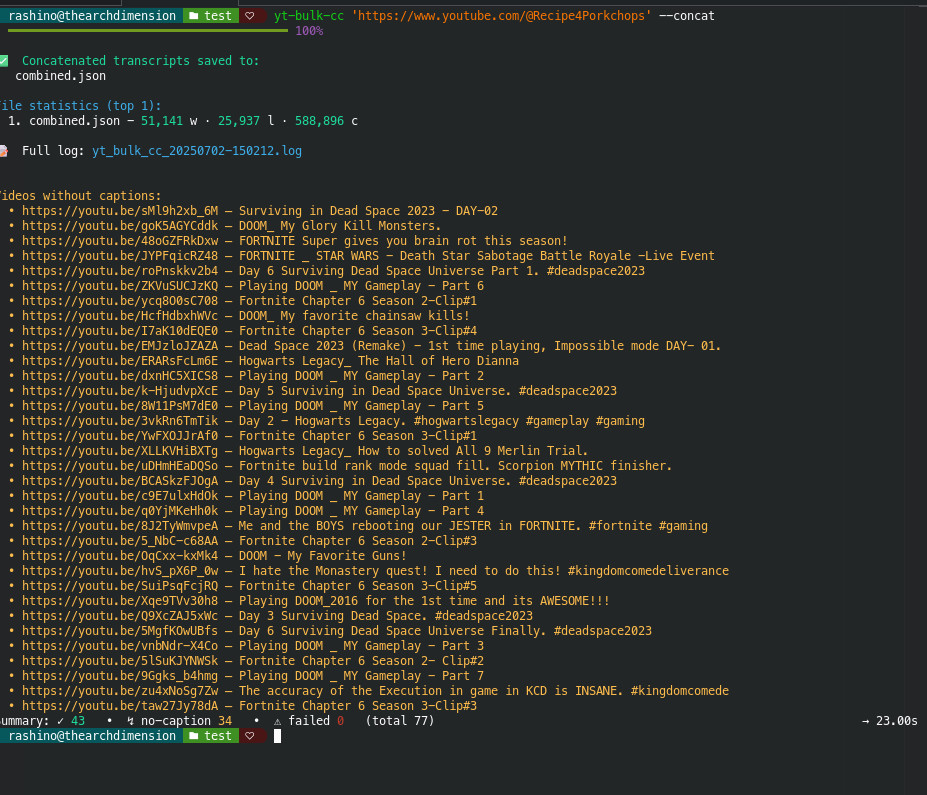 rashino@thearchdimension test ♡ yt-bulk-cc 'https://www.youtube.com/@Recipe4Porkchops' --concat
100%
✅ Concatenated transcripts saved to:
combined.json
ile statistics (top 1):
1. combined.json — 51,141 w · 25,937 l · 588,896 c
Full log: yt_bulk_cc_20250702-150212.log
ideos without captions:
• https://youtu.be/sMl9h2xb_6M — Surviving in Dead Space 2023 - DAY-02
• https://youtu.be/goK5AGYCddk — DOOM_ My Glory Kill Monsters.
• https://youtu.be/48oGZFRkDxw — FORTNITE Super gives you brain rot this season!
• https://youtu.be/JYPFqicRZ48 — FORTNITE _ STAR WARS - Death Star Sabotage Battle Royale -Live Event
• https://youtu.be/roPnskkv2b4 — Day 6 Surviving Dead Space Universe Part 1. #deadspace2023
• https://youtu.be/ZKVuSUCJzKQ — Playing DOOM _ MY Gameplay - Part 6
• https://youtu.be/ycq8O0sC708 — Fortnite Chapter 6 Season 2-Clip#1
• https://youtu.be/HcfHdbxhWVc — DOOM_ My favorite chainsaw kills!
• https://youtu.be/I7aK10dEQE0 — Fortnite Chapter 6 Season 3-Clip#4
• https://youtu.be/EMJzloJZAZA — Dead Space 2023 (Remake) - 1st time playing, Impossible mode DAY- 01.
• https://youtu.be/ERARsFcLm6E — Hogwarts Legacy_ The Hall of Hero Dianna
• https://youtu.be/dxnHC5XICS8 — Playing DOOM _ MY Gameplay - Part 2
• https://youtu.be/k-HjudvpXcE — Day 5 Surviving in Dead Space Universe. #deadspace2023
• https://youtu.be/8W11PsM7dE0 — Playing DOOM _ MY Gameplay - Part 5
• https://youtu.be/3vkRn6TmTik — Day 2 - Hogwarts Legacy. #hogwartslegacy #gameplay #gaming
• https://youtu.be/YwFXOJJrAf0 — Fortnite Chapter 6 Season 3-Clip#1
• https://youtu.be/XLLKVHiBXTg — Hogwarts Legacy_ How to solved All 9 Merlin Trial.
• https://youtu.be/uDHmHEaDQSo — Fortnite build rank mode squad fill. Scorpion MYTHIC finisher.
• https://youtu.be/BCASkzFJOgA — Day 4 Surviving in Dead Space Universe. #deadspace2023
• https://youtu.be/c9E7ulxHdOk — Playing DOOM _ MY Gameplay - Part 1
• https://youtu.be/q0YjMKeHh0k — Playing DOOM _ MY Gameplay - Part 4
• https://youtu.be/8J2TyWmvpeA — Me and the BOYS rebooting our JESTER in FORTNITE. #fortnite #gaming
• https://youtu.be/5_NbC-c68AA — Fortnite Chapter 6 Season 2-Clip#3
• https://youtu.be/OqCxx-kxMk4 — DOOM - My Favorite Guns!
• https://youtu.be/hvS_pX6P_0w — I hate the Monastery quest! I need to do this! #kingdomcomedeliverance
• https://youtu.be/SuiPsqFcjRQ — Fortnite Chapter 6 Season 3-Clip#5
• https://youtu.be/Xqe9TVv30h8 — Playing DOOM_2016 for the 1st time and its AWESOME!!!
• https://youtu.be/Q9XcZAJ5xWc — Day 3 Surviving Dead Space. #deadspace2023
• https://youtu.be/5MgfKOwUBfs — Day 6 Surviving Dead Space Universe Finally. #deadspace2023
• https://youtu.be/vnbNdr-X4Co — Playing DOOM _ MY Gameplay - Part 3
• https://youtu.be/5lSuKJYNWSk — Fortnite Chapter 6 Season 2- Clip#2
• https://youtu.be/9Ggks_b4hmg — Playing DOOM _ MY Gameplay - Part 7
• https://youtu.be/zu4xNoSg7Zw — The accuracy of the Execution in game in KCD is INSANE. #kingdomcomede
• https://youtu.be/taw27Jy78dA — Fortnite Chapter 6 Season 3-Clip#3
ummary: ✓ 43 • ↯ no-caption 34 • ⚠ failed 0 (total 77) → 23.00s
rashino@thearchdimension test ♡